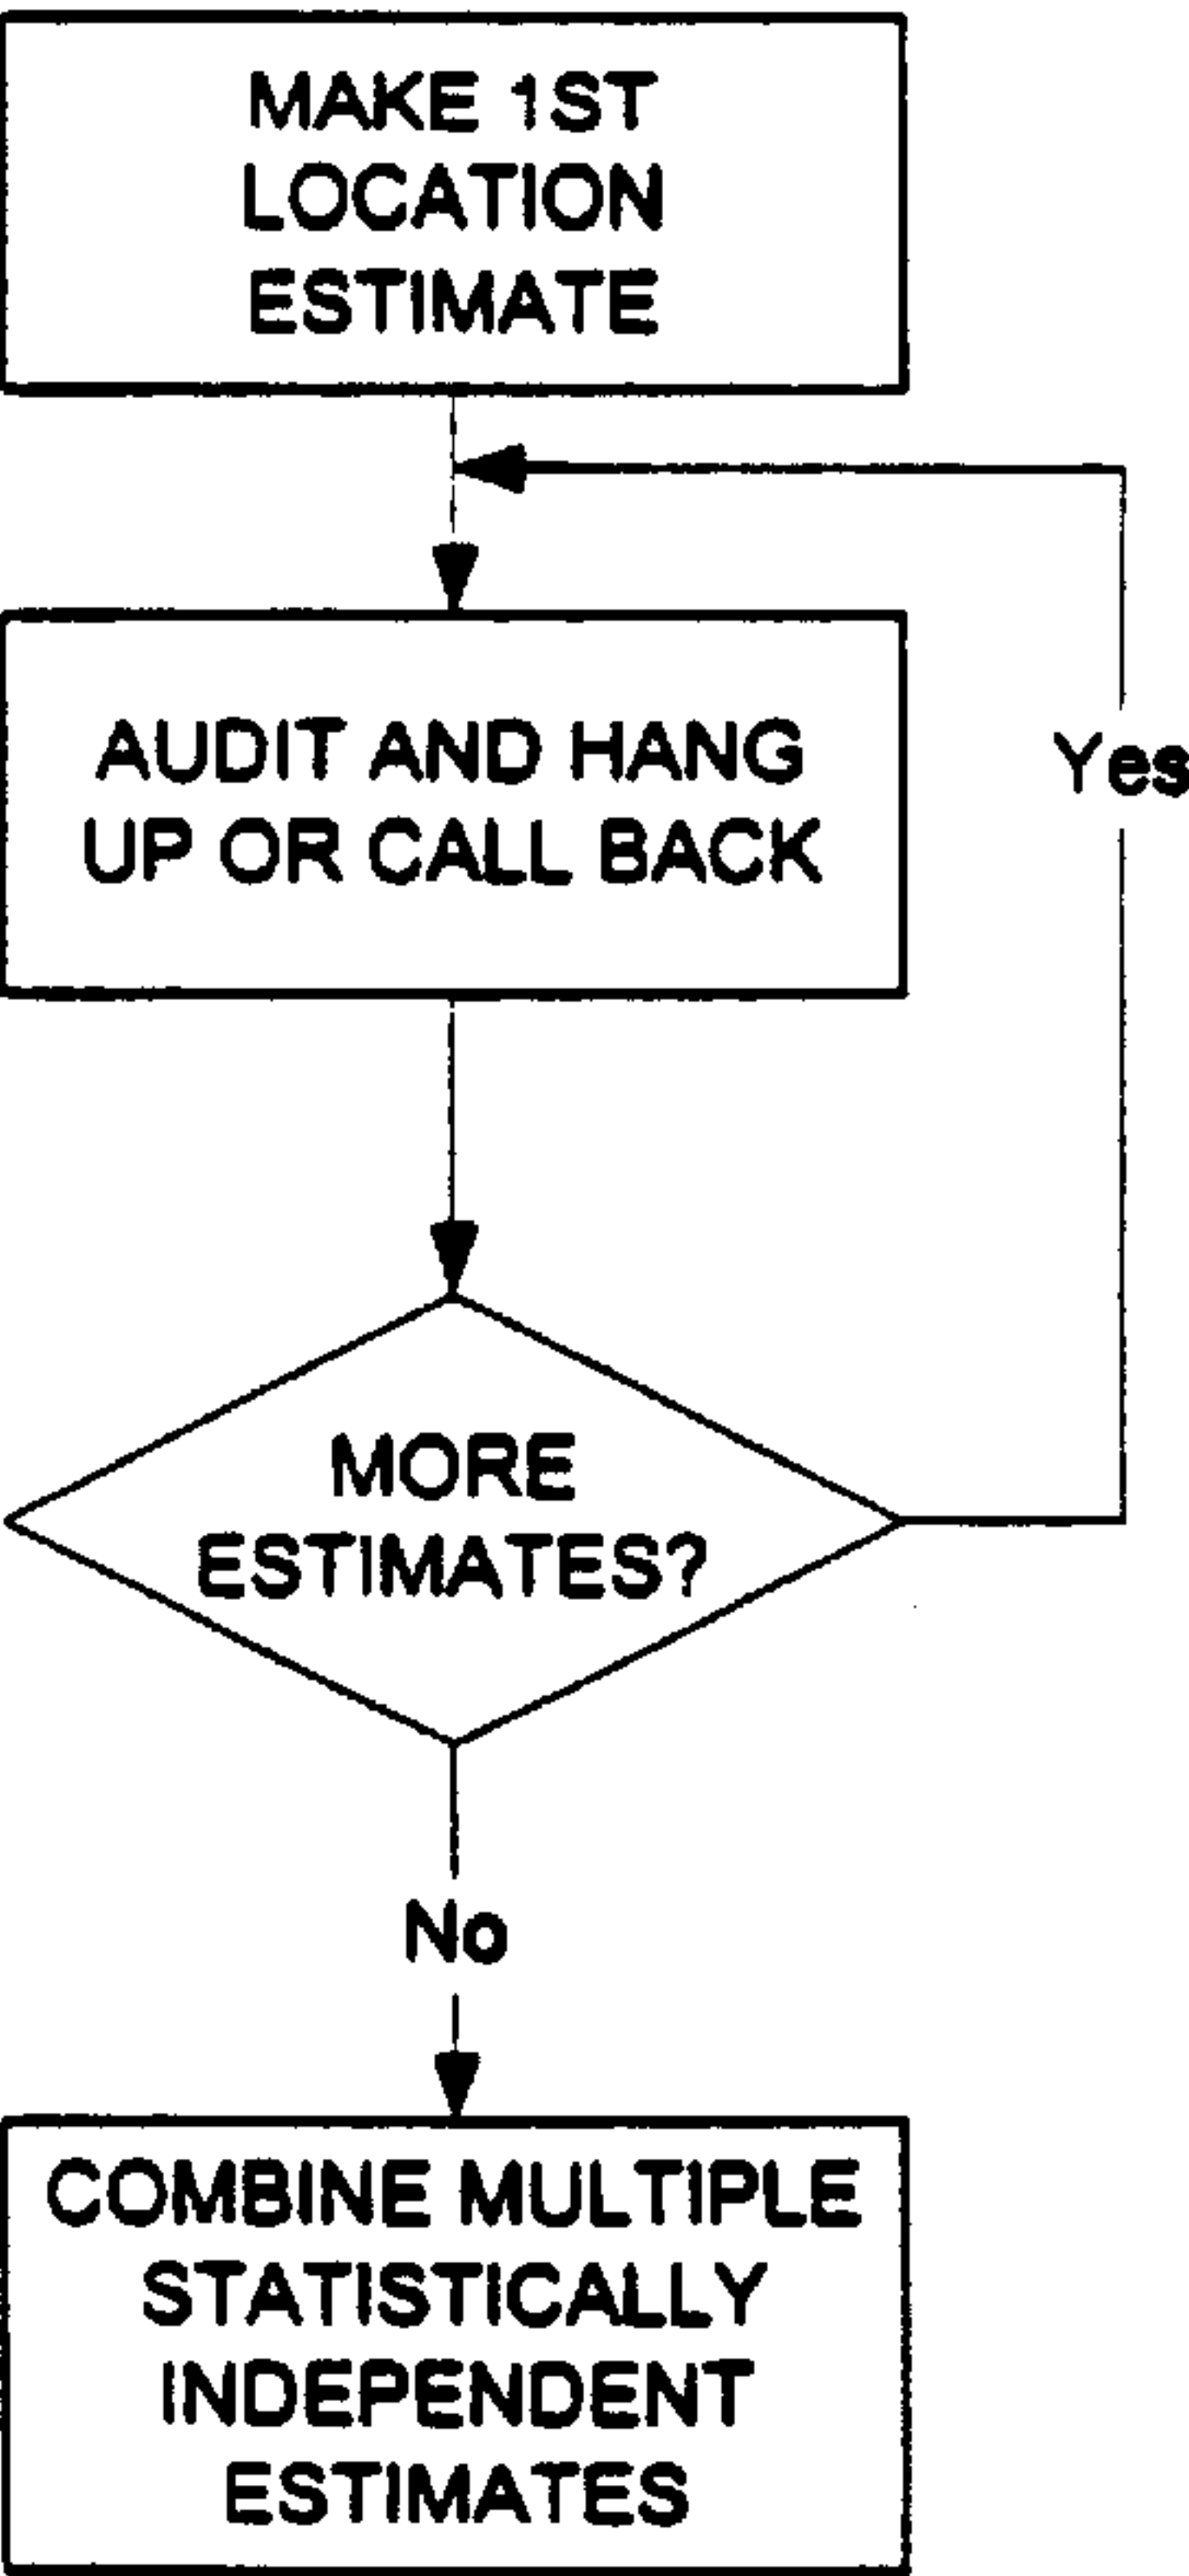 MAKE 1ST
LOCATION
ESTIMATE
AUDIT AND HANG
UP OR CALL BACK
Yes
MORE
ESTIMATES?
No
COMBINE MULTIPLE
STATISTICALLY
INDEPENDENT
ESTIMATES